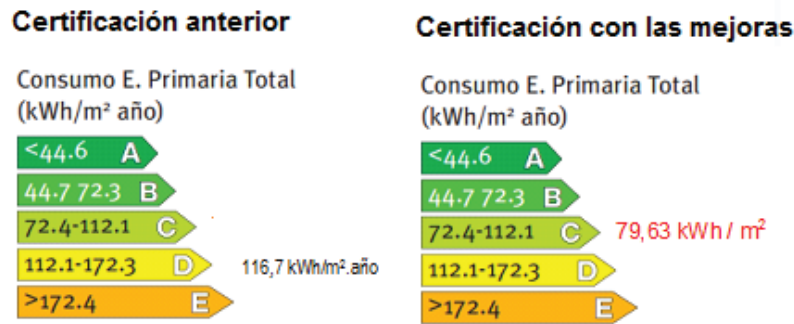 Certificación anterior
Consumo E. Primaria Total
(kWh/m² año)
<44.6 A
44.7 72.3 B
72.4-112.1 C
112.1-172.3 D 116,7 kWh/m².año
>172.4 E
Certificación con las mejoras
Consumo E. Primaria Total
(kWh/m² año)
<44.6 A
44.7 72.3 B
72.4-112.1 C 79,63 kWh / m²
112.1-172.3 D
>172.4 E